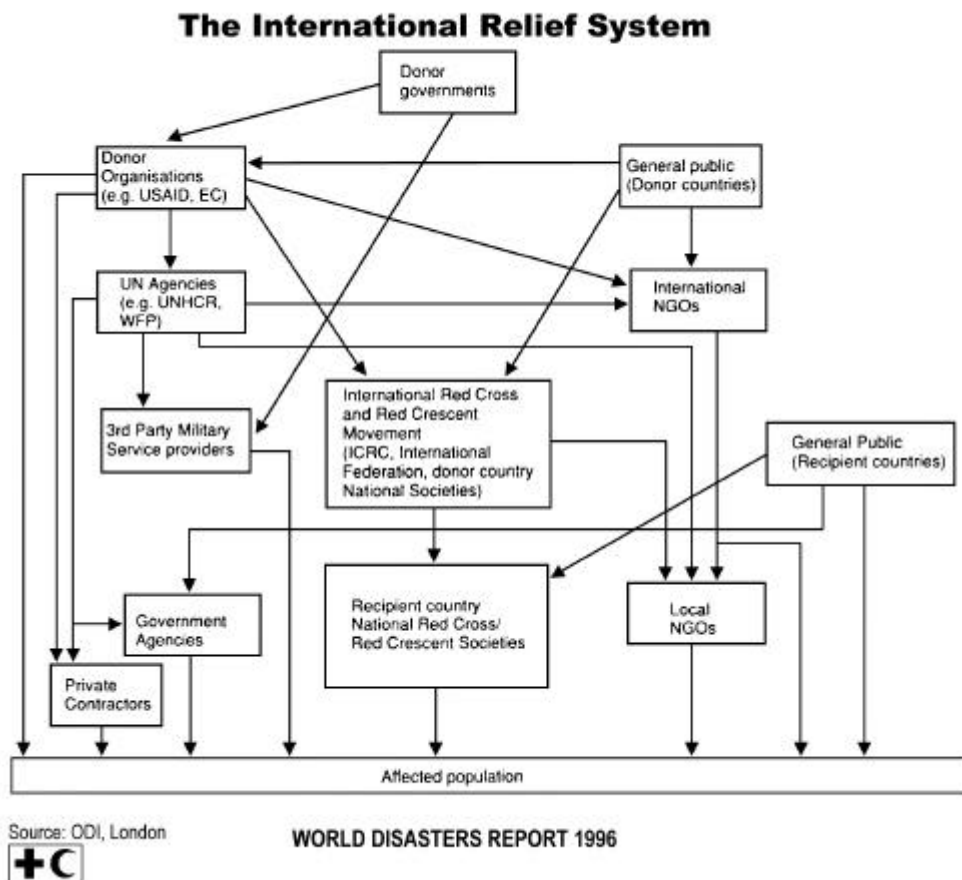 The International Relief System
Donor
governments
Donor
Organisations
(e.g. USAID, EC)
General public
(Donor countries)
UN Agencies
(e.g. UNHCR,
WFP)
International
NGOs
3rd Party Military
Service providers
International Red Cross
and Red Crescent
Movement
(ICRC, International
Federation, donor country
National Societies)
General Public
(Recipient countries)
Government
Agencies
Recipient country
National Red Cross/
Red Crescent Societies
Local
NGOs
Private
Contractors
Affected population
Source: ODI, London
WORLD DISASTERS REPORT 1996